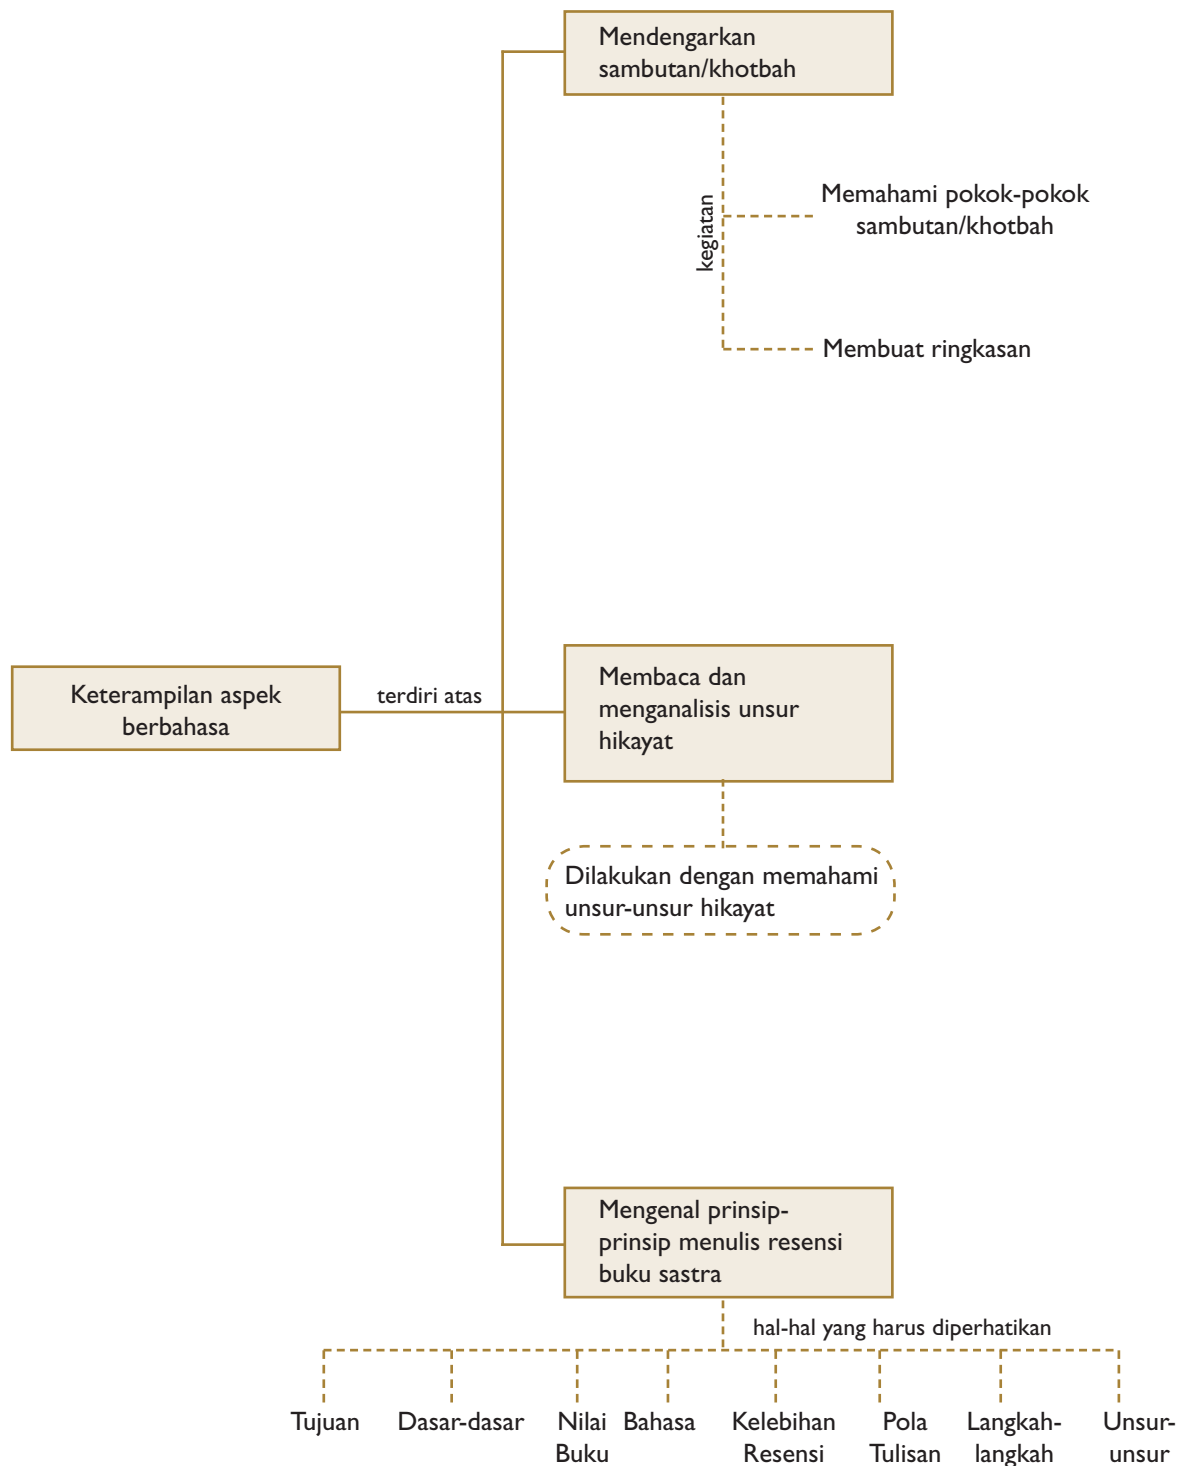 Mendengarkan
sambutan/khotbah
kegiatan
Memahami pokok-pokok
sambutan/khotbah
Membuat ringkasan
Keterampilan aspek
berbahasa
terdiri atas
Membaca dan
menganalisis unsur
hikayat
Dilakukan dengan memahami
unsur-unsur hikayat
Mengenal prinsip-
prinsip menulis resensi
buku sastra
hal-hal yang harus diperhatikan
Tujuan
Dasar-dasar
Nilai
Buku
Bahasa
Kelebihan
Resensi
Pola
Tulisan
Langkah-
langkah
Unsur-
unsur